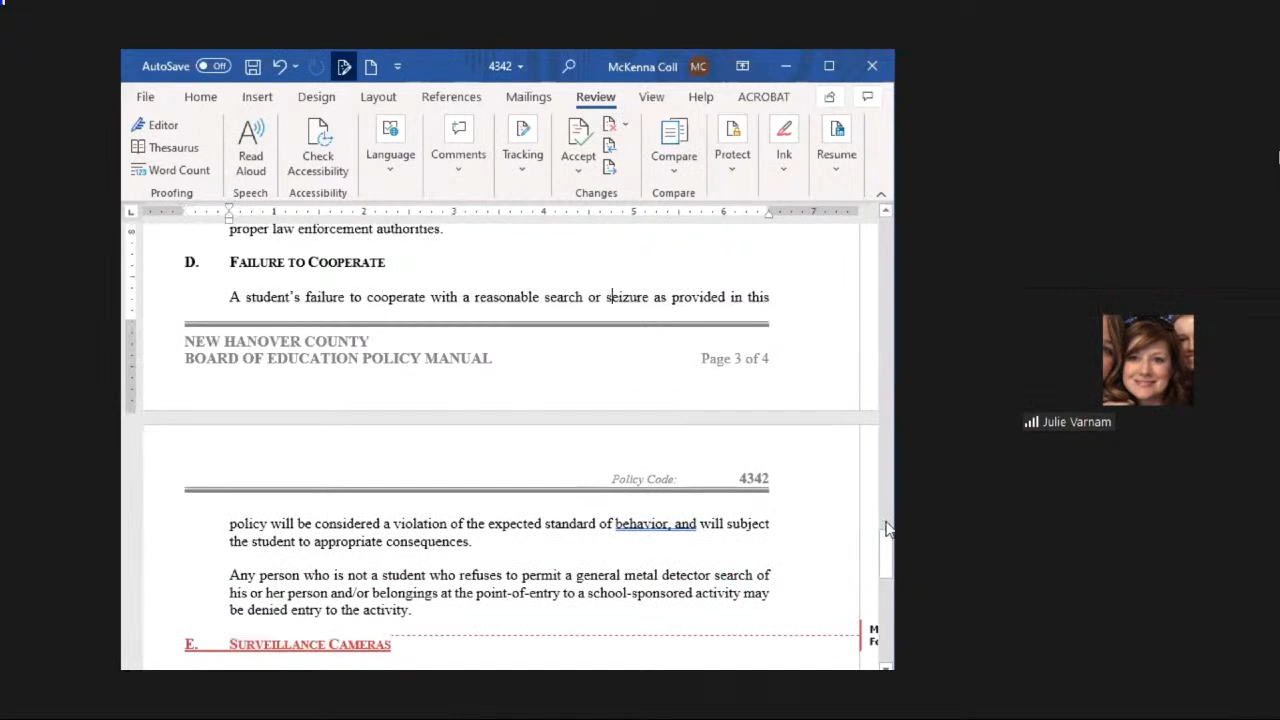 AutoSave Off 4342 McKenna Coll MC
File Home Insert Design Layout References Mailings Review View Help ACROBAT
Editor
Thesaurus
Word Count
Read Aloud
Check Accessibility
Language
Comments
Tracking
Accept
Compare
Protect
Ink
Resume
Proofing Speech Accessibility Changes Compare
1 2 3 4 5 6 7
proper law enforcement authorities.
D. FAILURE TO COOPERATE
A student's failure to cooperate with a reasonable search or seizure as provided in this
NEW HANOVER COUNTY
BOARD OF EDUCATION POLICY MANUAL Page 3 of 4
Policy Code: 4342
policy will be considered a violation of the expected standard of behavior, and will subject
the student to appropriate consequences.
Any person who is not a student who refuses to permit a general metal detector search of
his or her person and/or belongings at the point-of-entry to a school-sponsored activity may
be denied entry to the activity.
E. SURVEILLANCE CAMERAS
Julie Varnam